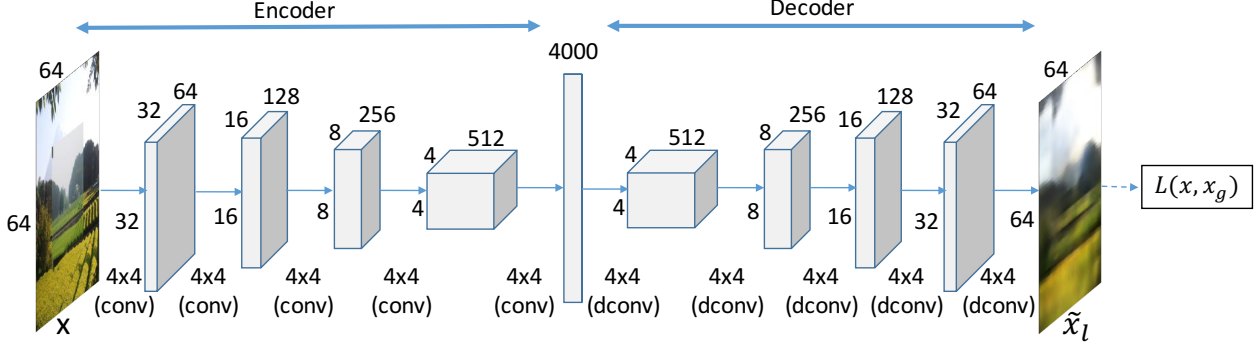 Encoder
Decoder
64
64
x
32
64
32
16
128
16
8
256
8
4
512
4
4000
4
512
4
8
256
8
16
128
16
32
64
32
64
64
x̃_l
L(x, x_g)
4x4 (conv)
4x4 (conv)
4x4 (conv)
4x4 (conv)
4x4 (conv)
4x4 (dconv)
4x4 (dconv)
4x4 (dconv)
4x4 (dconv)
4x4 (dconv)